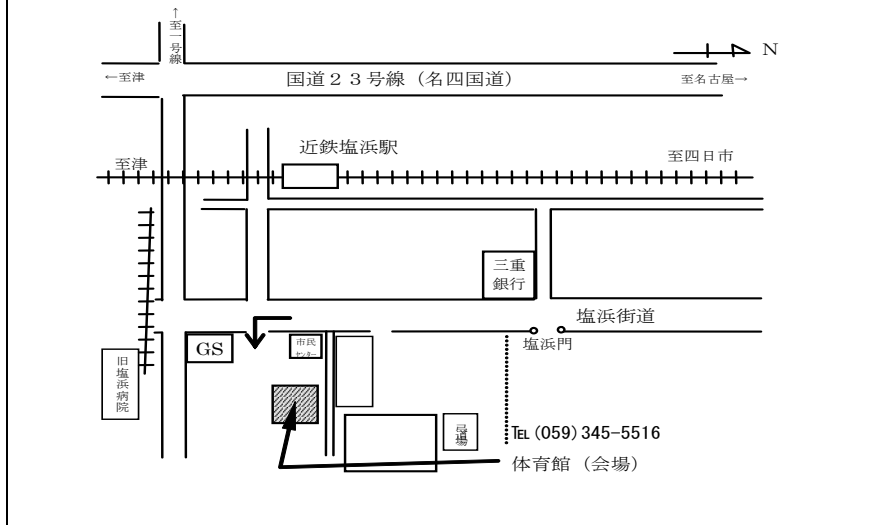 ↑至一号線
N
←至津
国道２３号線（名四国道）
至名古屋→
近鉄塩浜駅
至津
至四日市
三重
銀行
塩浜街道
塩浜門
GS
市民
センター
旧塩浜病院
弓道場
℡(059)345-5516
体育館（会場）